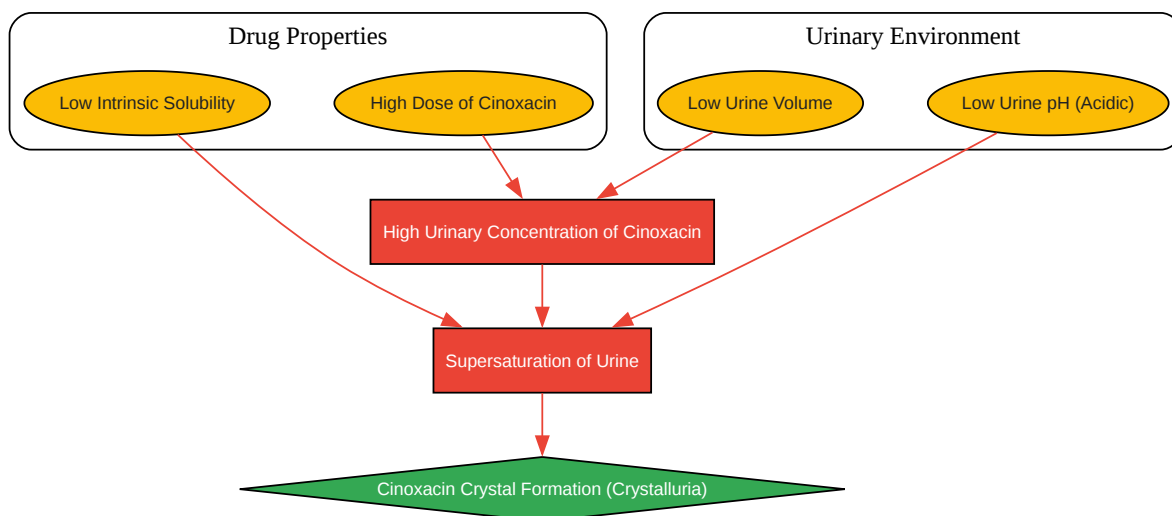 Drug Properties
Urinary Environment
Low Intrinsic Solubility
High Dose of Cinoxacin
Low Urine Volume
Low Urine pH (Acidic)
High Urinary Concentration of Cinoxacin
Supersaturation of Urine
Cinoxacin Crystal Formation (Crystalluria)